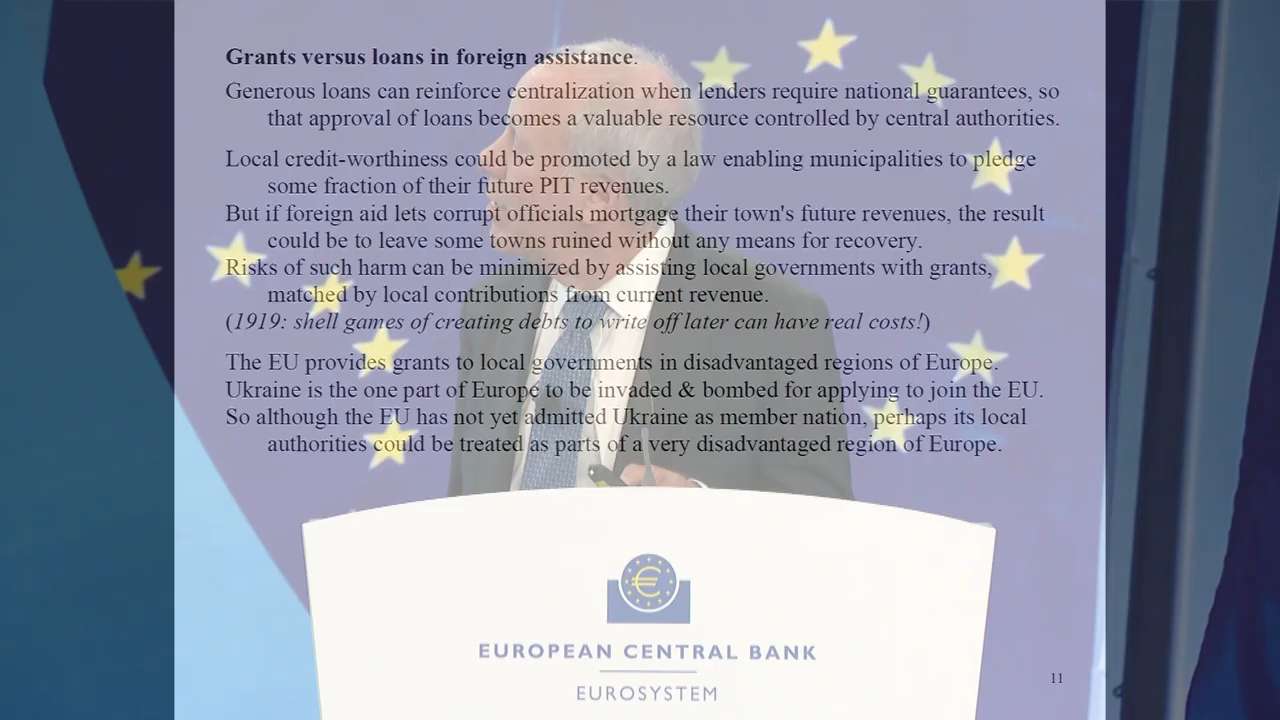 Grants versus loans in foreign assistance.
Generous loans can reinforce centralization when lenders require national guarantees, so
that approval of loans becomes a valuable resource controlled by central authorities.
Local credit-worthiness could be promoted by a law enabling municipalities to pledge
some fraction of their future PIT revenues.
But if foreign aid lets corrupt officials mortgage their town's future revenues, the result
could be to leave some towns ruined without any means for recovery.
Risks of such harm can be minimized by assisting local governments with grants,
matched by local contributions from current revenue.
(1919: shell games of creating debts to write off later can have real costs!)
The EU provides grants to local governments in disadvantaged regions of Europe.
Ukraine is the one part of Europe to be invaded & bombed for applying to join the EU.
So although the EU has not yet admitted Ukraine as member nation, perhaps its local
authorities could be treated as parts of a very disadvantaged region of Europe.
€
EUROPEAN CENTRAL BANK
EUROSYSTEM
11